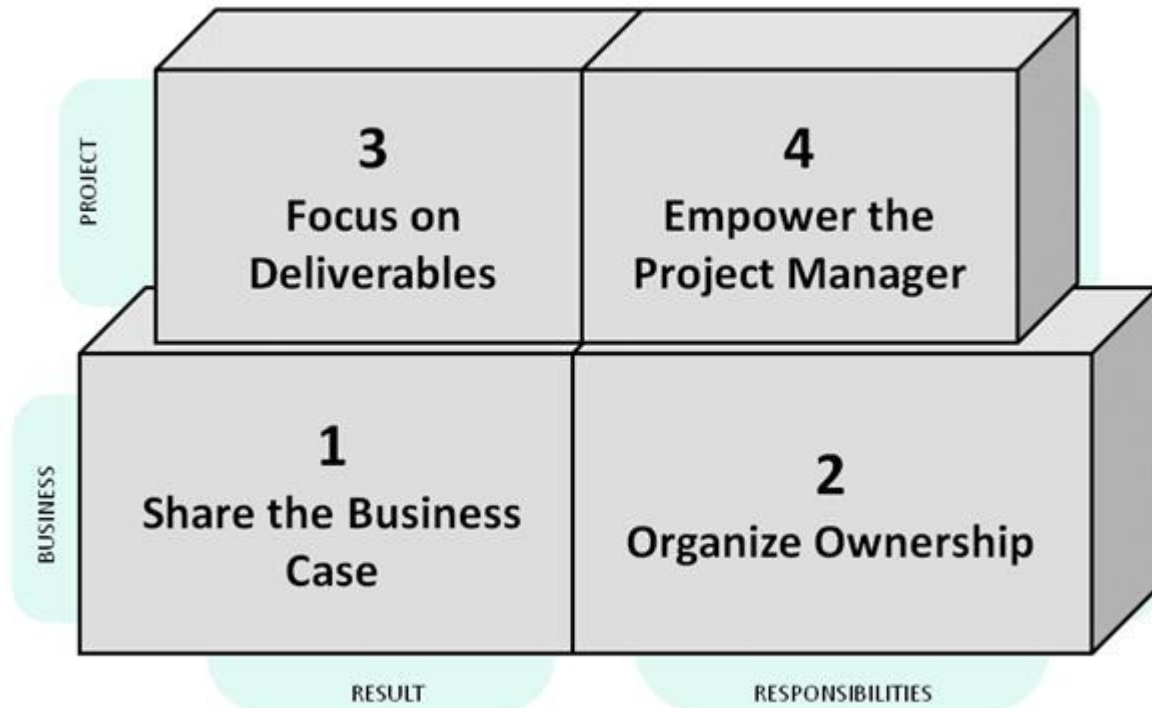 PROJECT
3
Focus on
Deliverables
4
Empower the
Project Manager
BUSINESS
1
Share the Business
Case
2
Organize Ownership
RESULT
RESPONSIBILITIES